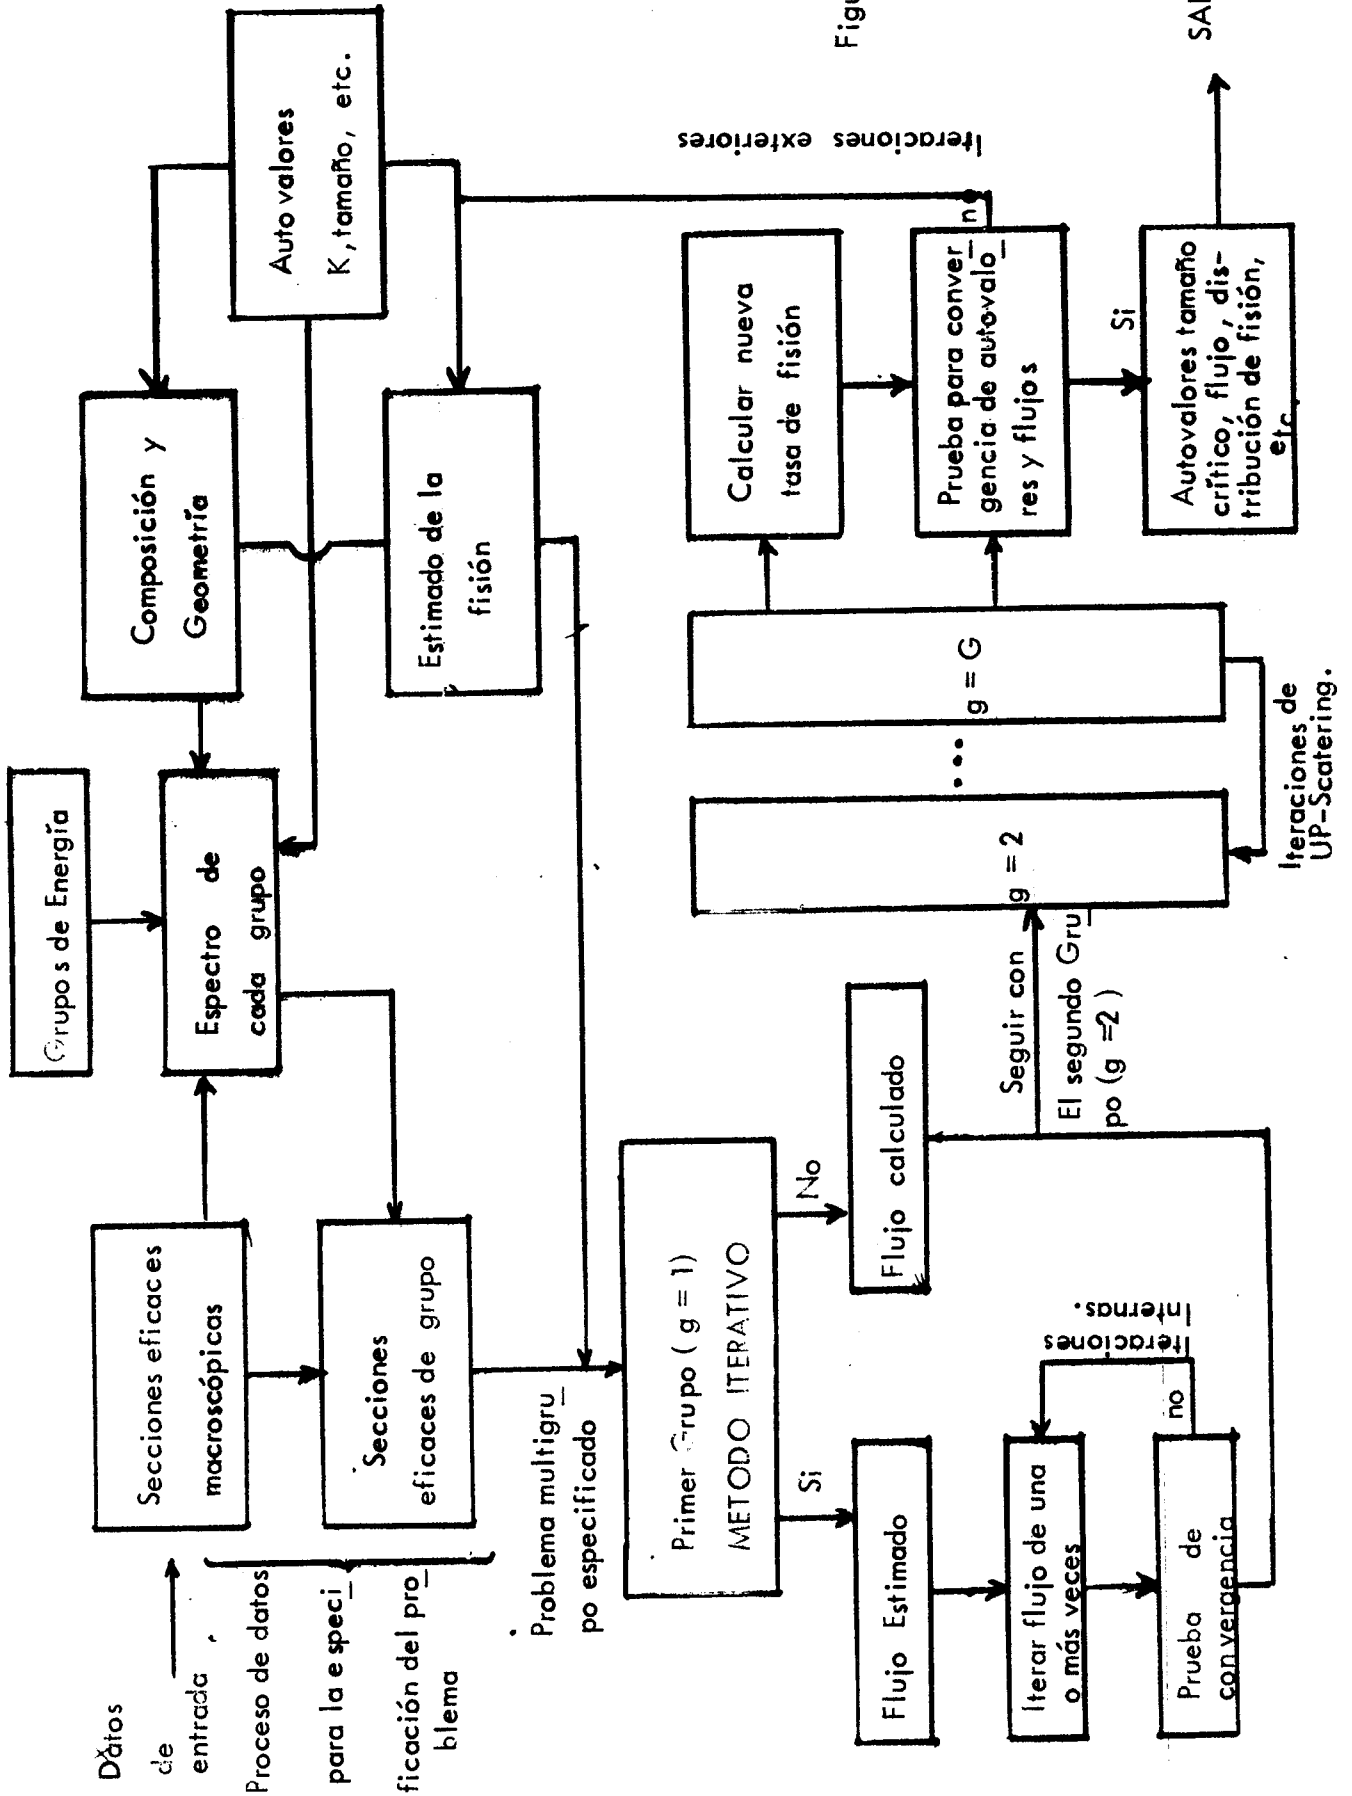 Datos
de
entrada
Proceso de datos
para la especi_
ficación del pro_
blema
Secciones eficaces
macroscópicas
Secciones
eficaces de grupo
Grupos de Energía
Espectro de
cada grupo
Composición y
Geometría
Estimado de la
fisión
Auto valores
K, tamaño, etc.
Problema multigru_
po especificado
Primer Grupo ( g = 1)
METODO ITERATIVO
Si
No
Flujo Estimado
Iterar flujo de una
o más veces
Prueba de
convergencia
no
Iteraciones
Internas.
Flujo calculado
Seguir con
El segundo Gru_
po ( g =2 )
g = 2
...
g = G
Iteraciones de
UP-Scatering.
Calcular nueva
tasa de fisión
Prueba para conver_
gencia de autovalo_
res y flujos
n
Iteraciones exteriores
Si
Autovalores tamaño
crítico, flujo, dis-
tribución de fisión,
etc.
Figu